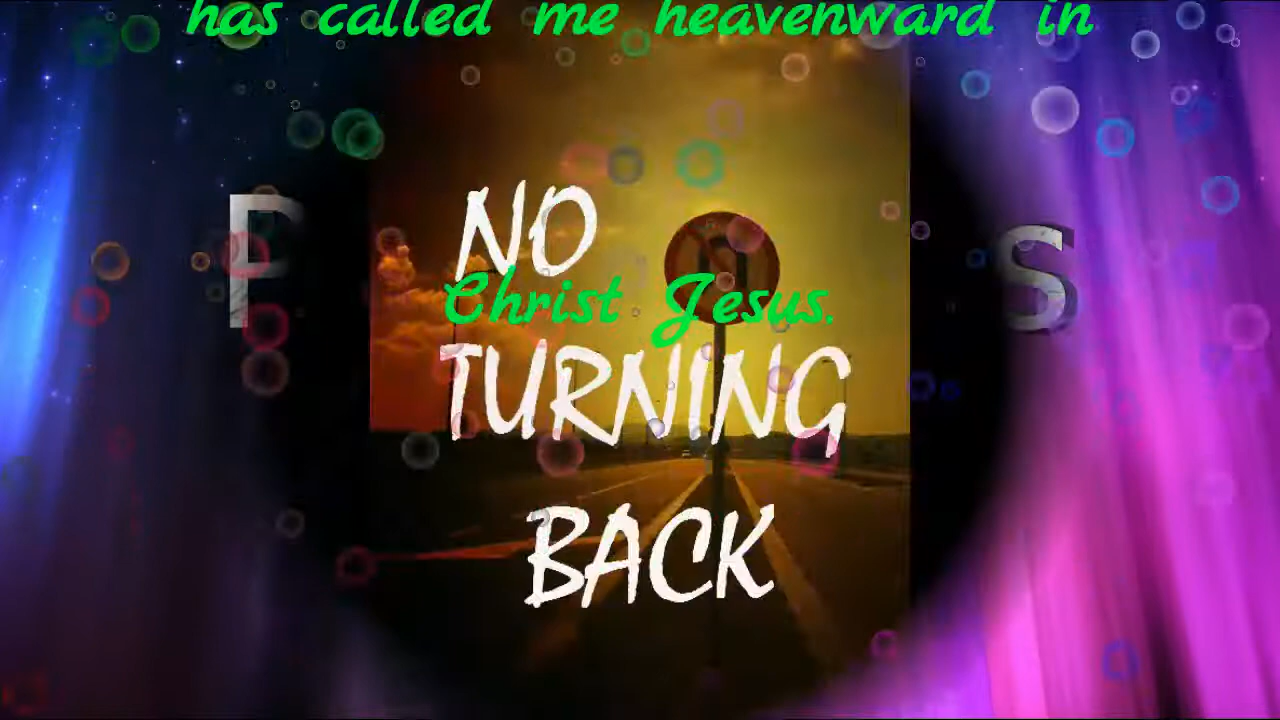 has called me heavenward in
P S
NO
Christ Jesus.
TURNING
BACK